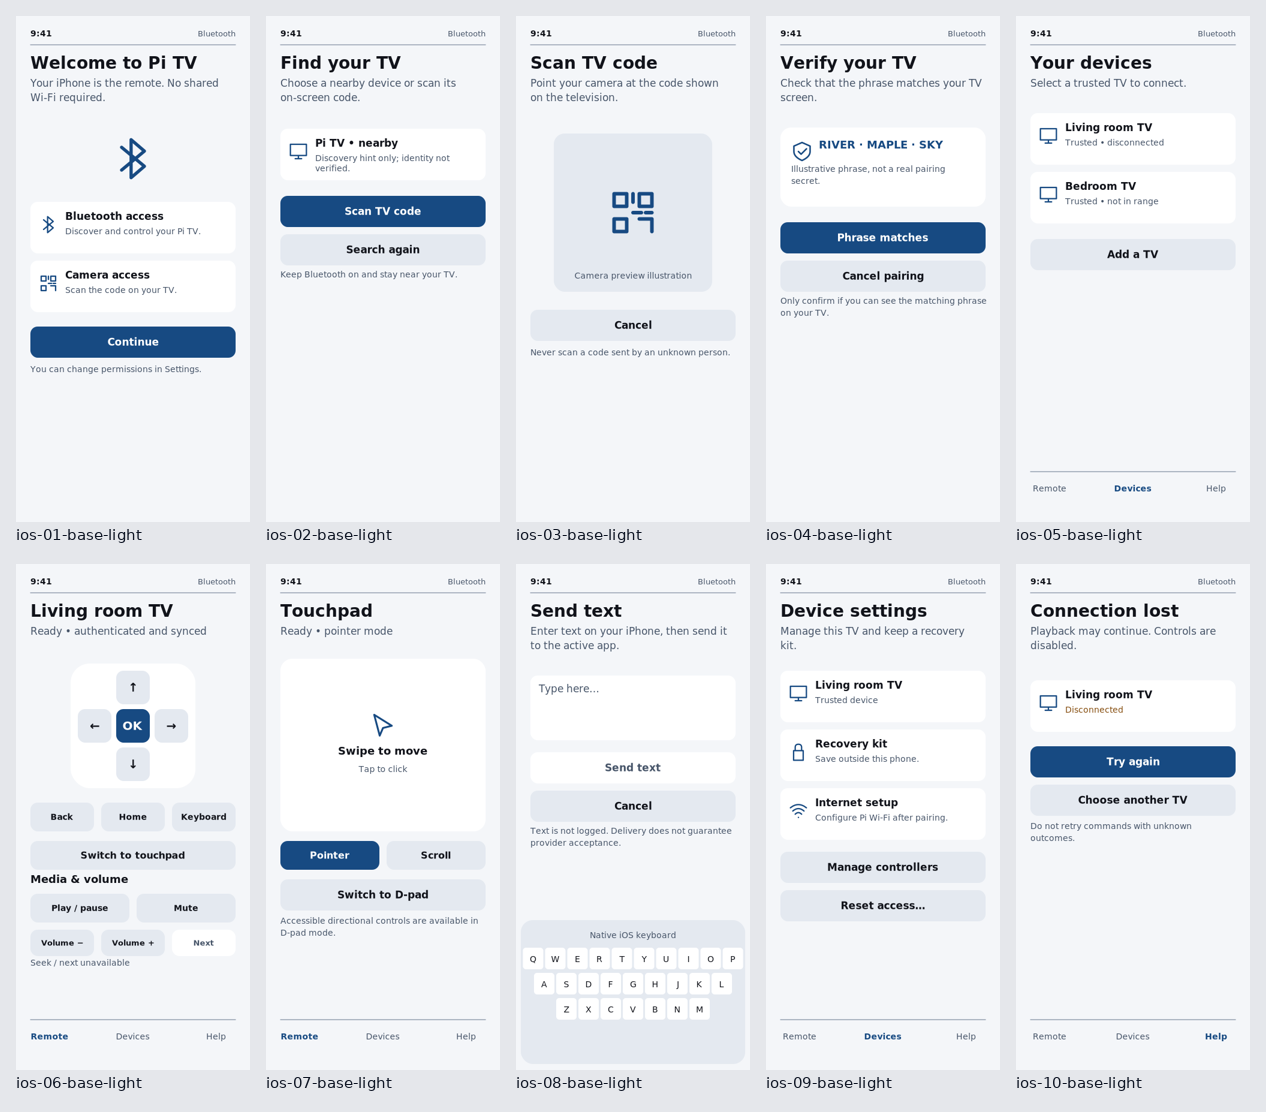 9:41 Bluetooth
Welcome to Pi TV
Your iPhone is the remote. No shared
Wi-Fi required.
Bluetooth access
Discover and control your Pi TV.
Camera access
Scan the code on your TV.
Continue
You can change permissions in Settings.
ios-01-base-light
9:41 Bluetooth
Find your TV
Choose a nearby device or scan its
on-screen code.
Pi TV • nearby
Discovery hint only; identity not
verified.
Scan TV code
Search again
Keep Bluetooth on and stay near your TV.
ios-02-base-light
9:41 Bluetooth
Scan TV code
Point your camera at the code shown
on the television.
Camera preview illustration
Cancel
Never scan a code sent by an unknown person.
ios-03-base-light
9:41 Bluetooth
Verify your TV
Check that the phrase matches your TV
screen.
RIVER · MAPLE · SKY
Illustrative phrase, not a real pairing
secret.
Phrase matches
Cancel pairing
Only confirm if you can see the matching phrase
on your TV.
ios-04-base-light
9:41 Bluetooth
Your devices
Select a trusted TV to connect.
Living room TV
Trusted • disconnected
Bedroom TV
Trusted • not in range
Add a TV
Remote Devices Help
ios-05-base-light
9:41 Bluetooth
Living room TV
Ready • authenticated and synced
↑
← OK →
↓
Back Home Keyboard
Switch to touchpad
Media & volume
Play / pause Mute
Volume − Volume + Next
Seek / next unavailable
Remote Devices Help
ios-06-base-light
9:41 Bluetooth
Touchpad
Ready • pointer mode
Swipe to move
Tap to click
Pointer Scroll
Switch to D-pad
Accessible directional controls are available in
D-pad mode.
Remote Devices Help
ios-07-base-light
9:41 Bluetooth
Send text
Enter text on your iPhone, then send it
to the active app.
Type here…
Send text
Cancel
Text is not logged. Delivery does not guarantee
provider acceptance.
Native iOS keyboard
Q W E R T Y U I O P
A S D F G H J K L
Z X C V B N M
ios-08-base-light
9:41 Bluetooth
Device settings
Manage this TV and keep a recovery
kit.
Living room TV
Trusted device
Recovery kit
Save outside this phone.
Internet setup
Configure Pi Wi-Fi after pairing.
Manage controllers
Reset access…
Remote Devices Help
ios-09-base-light
9:41 Bluetooth
Connection lost
Playback may continue. Controls are
disabled.
Living room TV
Disconnected
Try again
Choose another TV
Do not retry commands with unknown
outcomes.
Remote Devices Help
ios-10-base-light